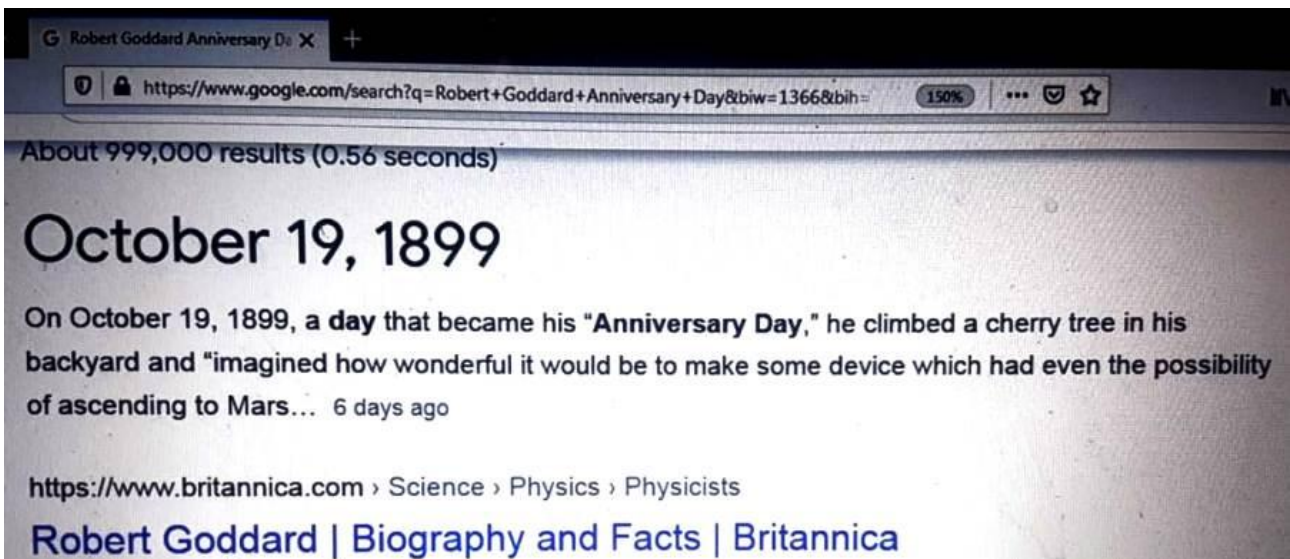 G Robert Goddard Anniversary Da
https://www.google.com/search?q=Robert+Goddard+Anniversary+Day&biw=1366&bih=
150%
About 999,000 results (0.56 seconds)
October 19, 1899
On October 19, 1899, a day that became his "Anniversary Day," he climbed a cherry tree in his
backyard and "imagined how wonderful it would be to make some device which had even the possibility
of ascending to Mars... 6 days ago
https://www.britannica.com › Science › Physics › Physicists
Robert Goddard | Biography and Facts | Britannica